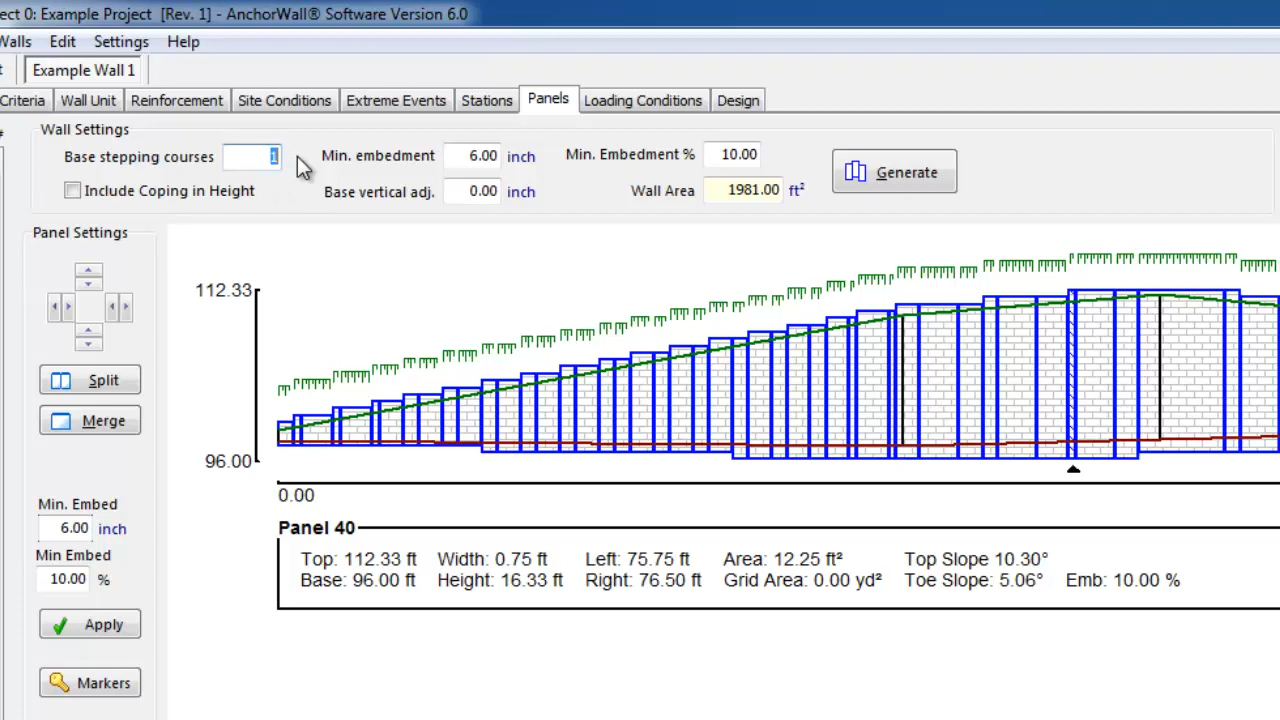 ect 0: Example Project [Rev. 1] - AnchorWall® Software Version 6.0
Walls Edit Settings Help
t Example Wall 1
Criteria Wall Unit Reinforcement Site Conditions Extreme Events Stations Panels Loading Conditions Design
Wall Settings
Base stepping courses 1 Min. embedment 6.00 inch Min. Embedment % 10.00
Include Coping in Height Base vertical adj. 0.00 inch Wall Area 1981.00 ft²
Generate
Panel Settings
Split
Merge
Min. Embed
6.00 inch
Min Embed
10.00 %
Apply
Markers
112.33
96.00
0.00
Panel 40
Top: 112.33 ft Width: 0.75 ft Left: 75.75 ft Area: 12.25 ft² Top Slope 10.30°
Base: 96.00 ft Height: 16.33 ft Right: 76.50 ft Grid Area: 0.00 yd² Toe Slope: 5.06° Emb: 10.00 %